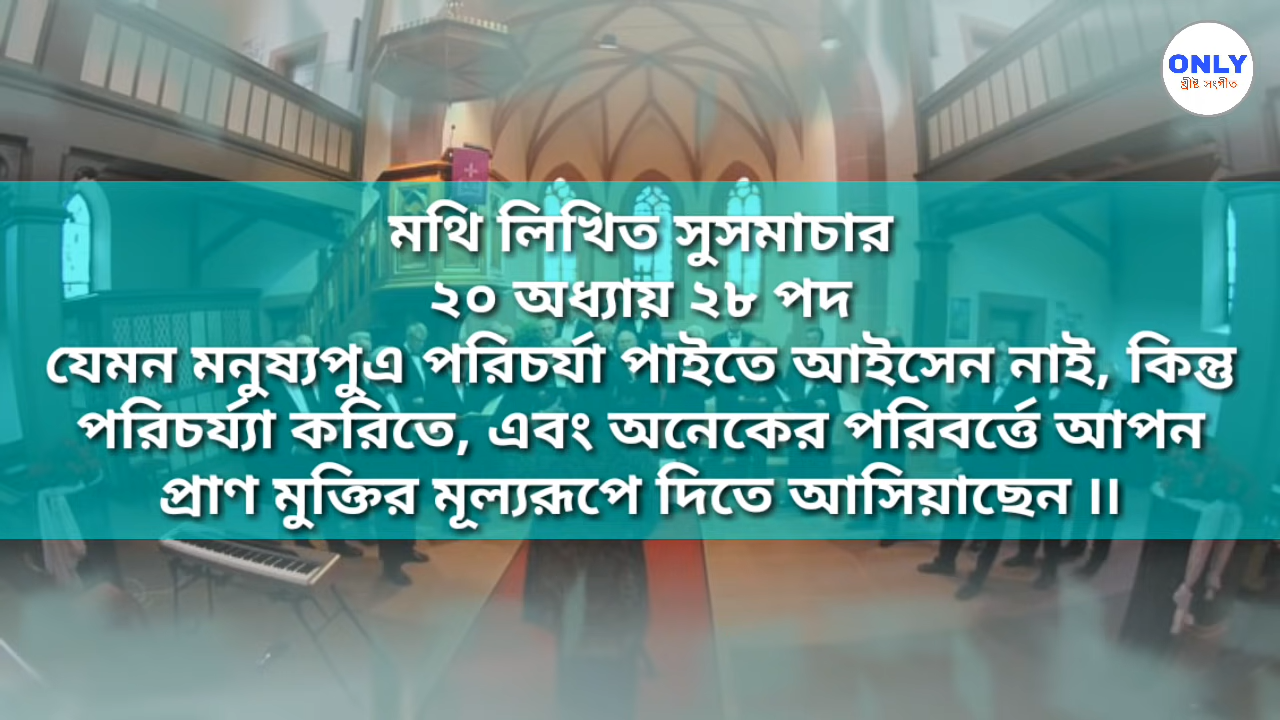 ONLY
খ্রীষ্ট সংগীত
মথি লিখিত সুসমাচার
২০ অধ্যায় ২৮ পদ
যেমন মনুষ্যপুএ পরিচর্যা পাইতে আইসেন নাই, কিন্তু
পরিচর্য্যা করিতে, এবং অনেকের পরিবর্ত্তে আপন
প্রাণ মুক্তির মূল্যরূপে দিতে আসিয়াছেন ।।